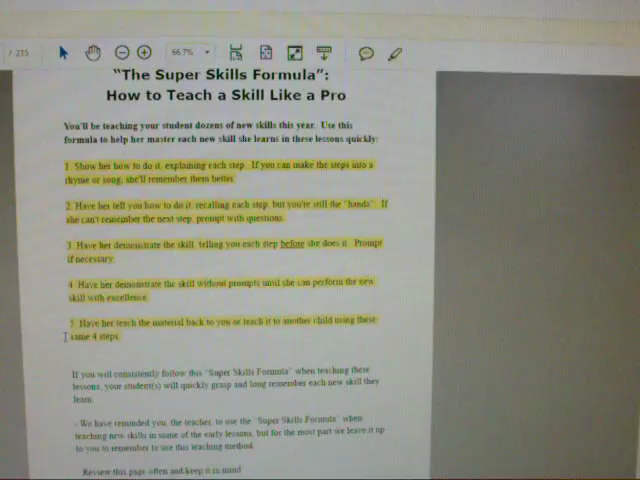 / 215
66.7%
"The Super Skills Formula":
How to Teach a Skill Like a Pro
You'll be teaching your student dozens of new skills this year. Use this
formula to help her master each new skill she learns in these lessons quickly:
1. Show her how to do it, explaining each step. If you can make the steps into a
rhyme or song, she'll remember them better.
2. Have her tell you how to do it, recalling each step, but you're still the "hands". If
she can't remember the next step, prompt with questions.
3. Have her demonstrate the skill, telling you each step before she does it. Prompt
if necessary.
4. Have her demonstrate the skill without prompts until she can perform the new
skill with excellence.
5. Have her teach the material back to you or teach it to another child using these
same 4 steps.
If you will consistently follow this "Super Skills Formula" when teaching these
lessons, your student(s) will quickly grasp and long remember each new skill they
learn.
- We have reminded you, the teacher, to use the "Super Skills Formula" when
teaching new skills in some of the early lessons, but for the most part we leave it up
to you to remember to use this teaching method.
Review this page often and keep it in mind